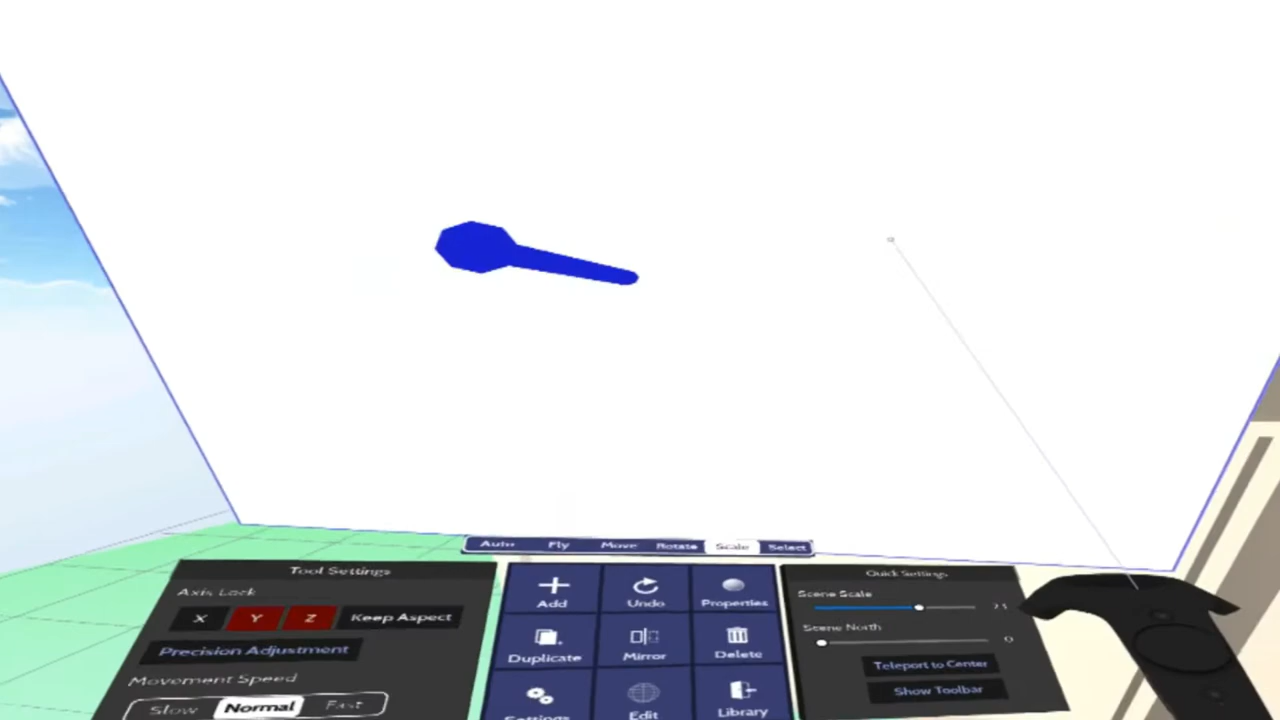 Auto Fly Move Rotate Scale Select
Tool Settings
Axis Lock
X Y Z Keep Aspect
Precision Adjustment
Movement Speed
Slow Normal Fast
Add Undo Properties
Duplicate Mirror Delete
Settings Edit Library
Quick Settings
Scene Scale
Scene North 0
Teleport to Center
Show Toolbar